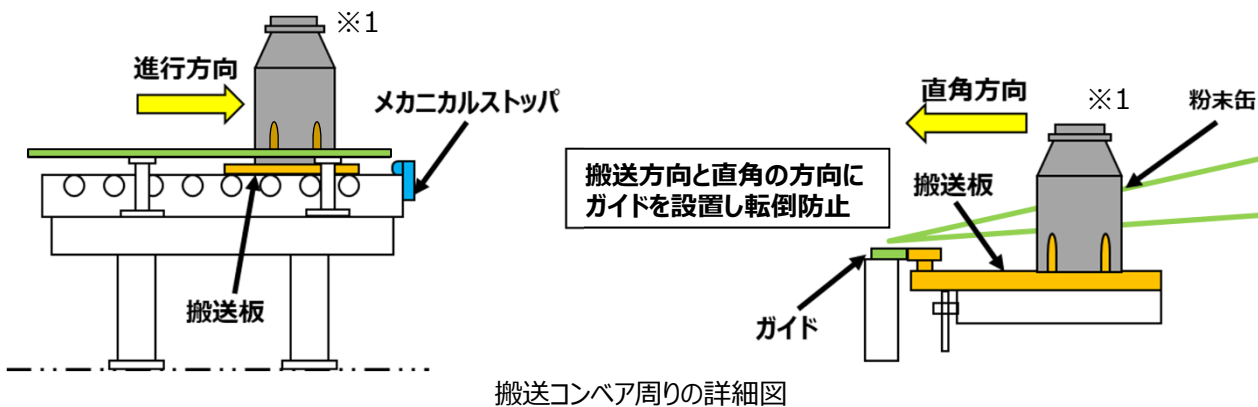 ※1
進行方向
メカニカルストッパ
搬送板
直角方向
※1
粉末缶
搬送方向と直角の方向に
ガイドを設置し転倒防止
搬送板
ガイド
搬送コンベア周りの詳細図